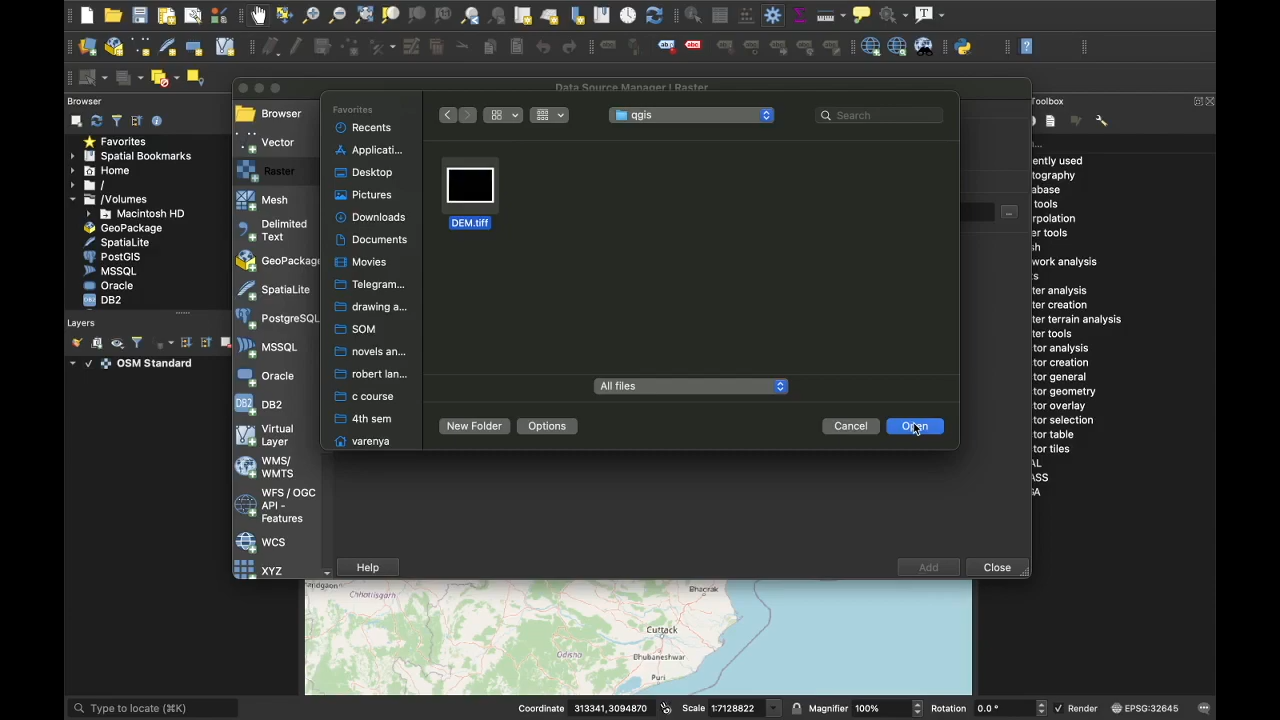 Data Source Manager | Raster
Browser
Favorites
Spatial Bookmarks
Home
/
/Volumes
Macintosh HD
GeoPackage
SpatiaLite
PostGIS
MSSQL
Oracle
DB2
Layers
OSM Standard
Browser
Vector
Raster
Mesh
Delimited
Text
GeoPackage
SpatiaLite
PostgreSQL
MSSQL
Oracle
DB2
Virtual
Layer
WMS/
WMTS
WFS / OGC
API -
Features
WCS
XYZ
Favorites
Recents
Applicati...
Desktop
Pictures
Downloads
Documents
Movies
Telegram...
drawing a...
SOM
novels an...
robert lan...
c course
4th sem
varenya
qgis
Search
DEM.tiff
All files
New Folder
Options
Cancel
Open
...
Help
Add
Close
Toolbox
ently used
tography
abase
rpolation
er tools
sh
work analysis
s
ter analysis
ter creation
ter terrain analysis
ter tools
tor analysis
tor creation
tor general
tor geometry
tor overlay
tor selection
tor table
tor tiles
AL
ASS
GA
Chhattisgarh
Bhadrak
Cuttack
Odisha
Bhubaneshwar
Puri
Type to locate (⌘K)
Coordinate
313341,3094870
Scale
1:7128822
Magnifier
100%
Rotation
0.0 °
Render
EPSG:32645